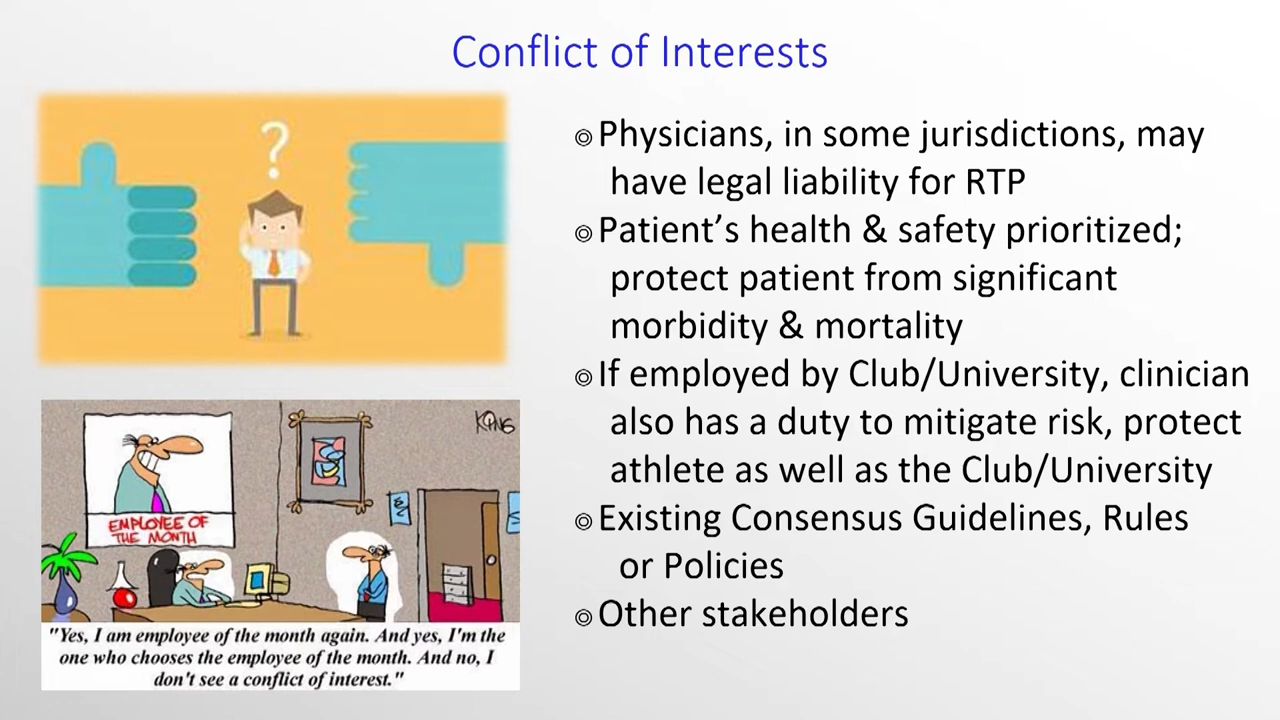 Conflict of Interests
?
◎Physicians, in some jurisdictions, may
have legal liability for RTP
◎Patient’s health & safety prioritized;
protect patient from significant
morbidity & mortality
◎If employed by Club/University, clinician
also has a duty to mitigate risk, protect
athlete as well as the Club/University
◎Existing Consensus Guidelines, Rules
or Policies
◎Other stakeholders
KING
EMPLOYEE OF
THE MONTH
"Yes, I am employee of the month again. And yes, I'm the
one who chooses the employee of the month. And no, I
don't see a conflict of interest."